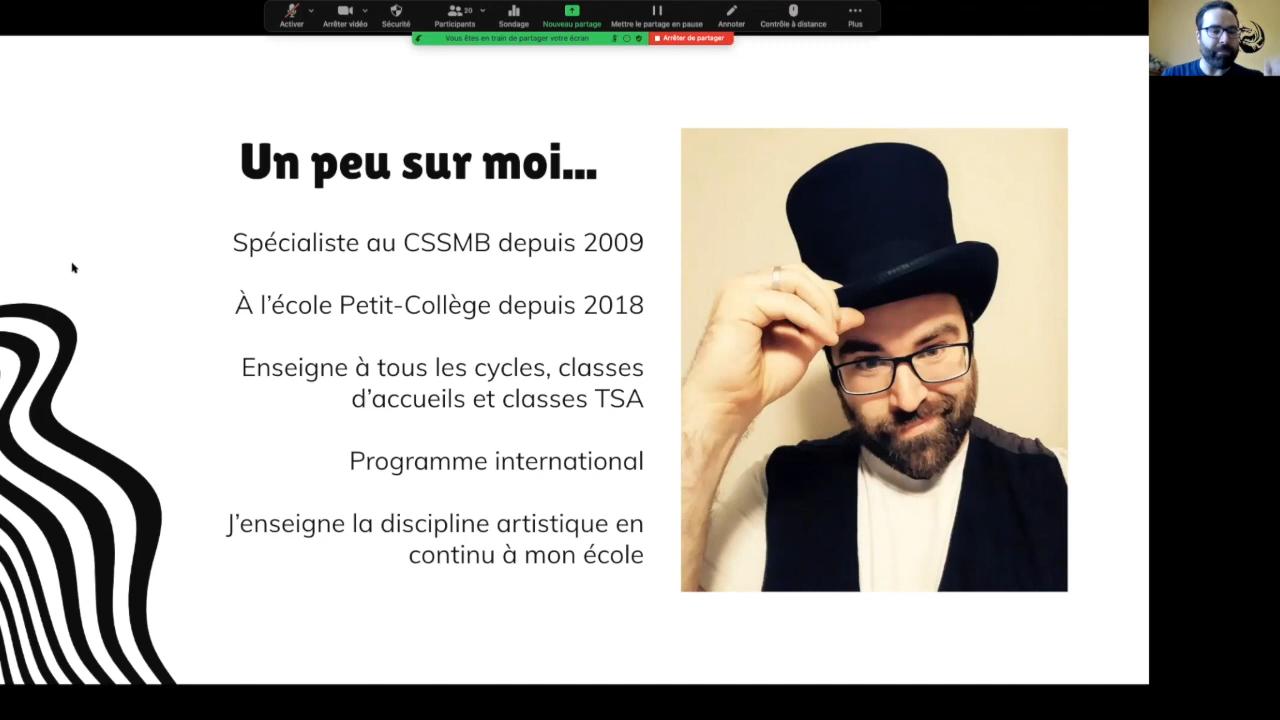 Activer
Arrêter vidéo
Sécurité
Participants
20
Sondage
Nouveau partage
Mettre le partage en pause
Annoter
Contrôle à distance
Plus
Vous êtes en train de partager votre écran
Arrêter de partager
Un peu sur moi...
Spécialiste au CSSMB depuis 2009
À l'école Petit-Collège depuis 2018
Enseigne à tous les cycles, classes
d'accueils et classes TSA
Programme international
J'enseigne la discipline artistique en
continu à mon école